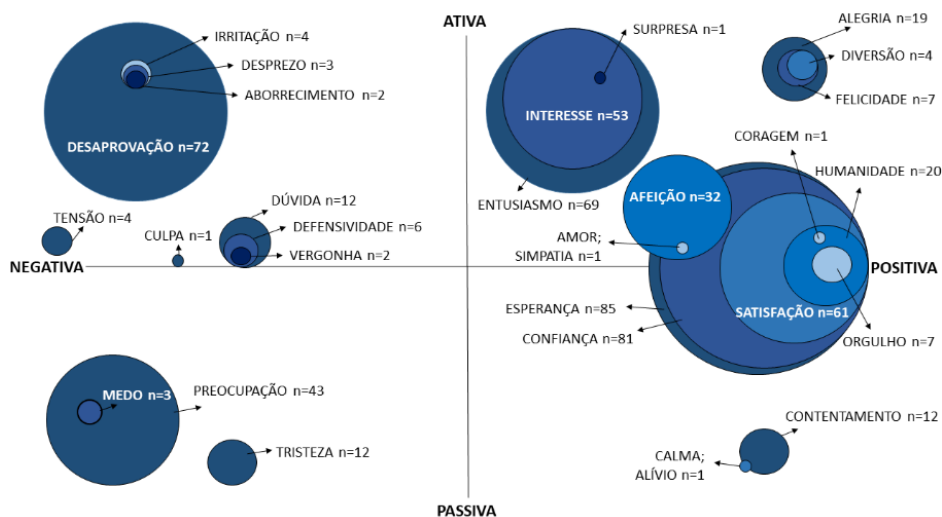 ATIVA
IRRITAÇÃO n=4
DESPREZO n=3
ABORRECIMENTO n=2
DESAPROVAÇÃO n=72
SURPRESA n=1
INTERESSE n=53
ENTUSIASMO n=69
ALEGRIA n=19
DIVERSÃO n=4
FELICIDADE n=7
CORAGEM n=1
HUMANIDADE n=20
AFEIÇÃO n=32
AMOR;
SIMPATIA n=1
TENSÃO n=4
CULPA n=1
DÚVIDA n=12
DEFENSIVIDADE n=6
VERGONHA n=2
NEGATIVA
POSITIVA
ESPERANÇA n=85
CONFIANÇA n=81
SATISFAÇÃO n=61
ORGULHO n=7
MEDO n=3
PREOCUPAÇÃO n=43
TRISTEZA n=12
CONTENTAMENTO n=12
CALMA;
ALÍVIO n=1
PASSIVA